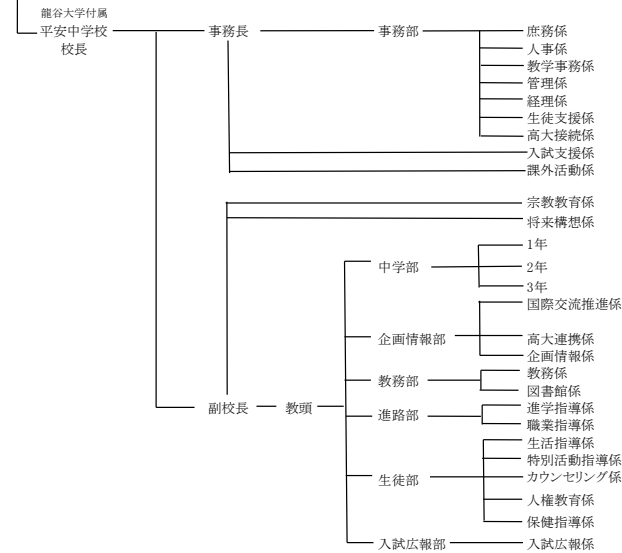 龍谷大学付属
平安中学校
校長
事務長
事務部
庶務係
人事係
教学事務係
管理係
経理係
生徒支援係
高大接続係
入試支援係
課外活動係
宗教教育係
将来構想係
中学部
1年
2年
3年
企画情報部
国際交流推進係
高大連携係
企画情報係
教務部
教務係
図書館係
副校長
教頭
進路部
進学指導係
職業指導係
生徒部
生活指導係
特別活動指導係
カウンセリング係
人権教育係
保健指導係
入試広報部
入試広報係